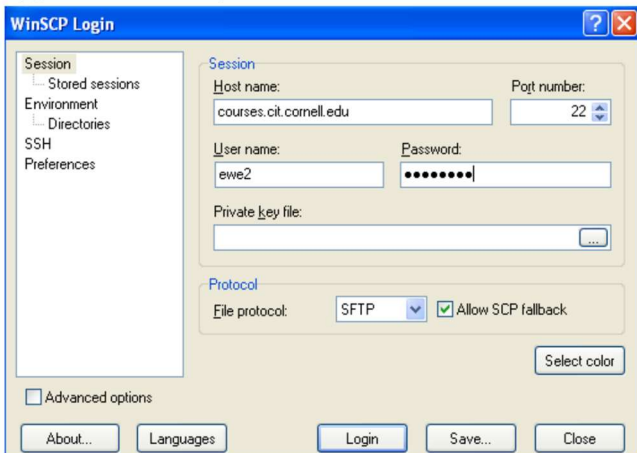 WinSCP Login
Session
Stored sessions
Environment
Directories
SSH
Preferences
Session
Host name: Port number:
courses.cit.cornell.edu 22
User name: Password:
ewe2 ●●●●●●●●
Private key file:
...
Protocol
File protocol: SFTP Allow SCP fallback
Select color
Advanced options
About... Languages Login Save... Close